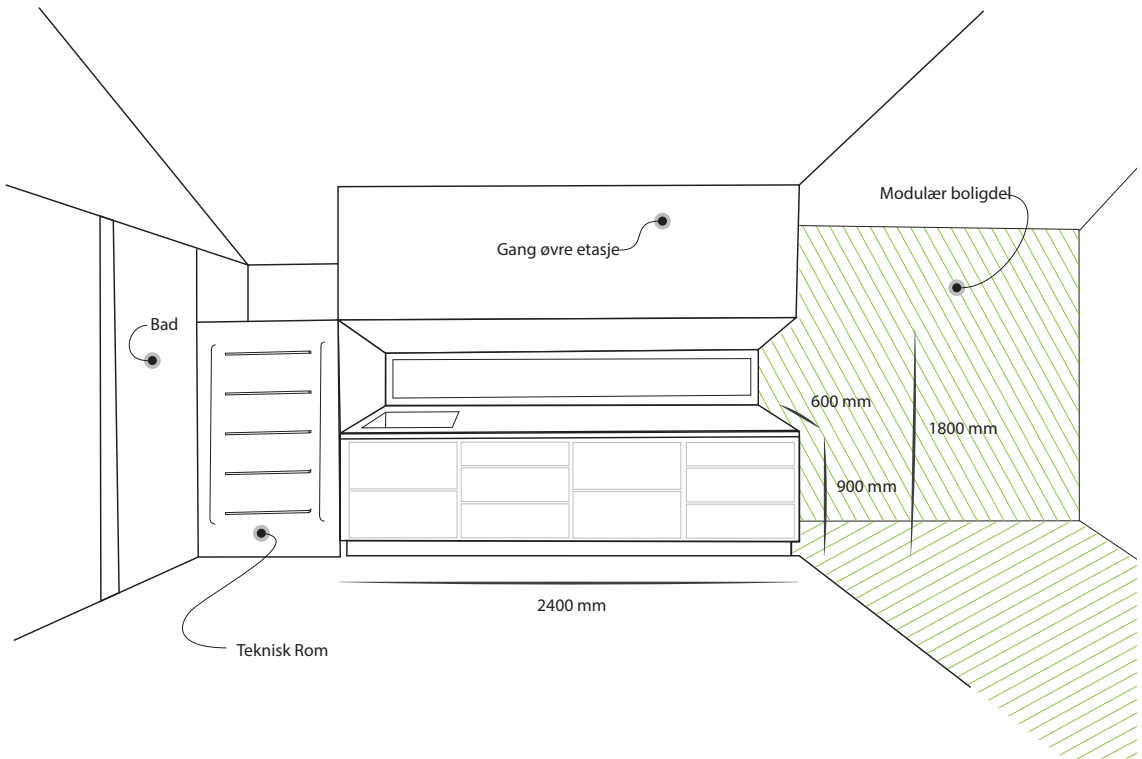 Modulær boligdel
Gang øvre etasje
Bad
600 mm
1800 mm
900 mm
2400 mm
Teknisk Rom